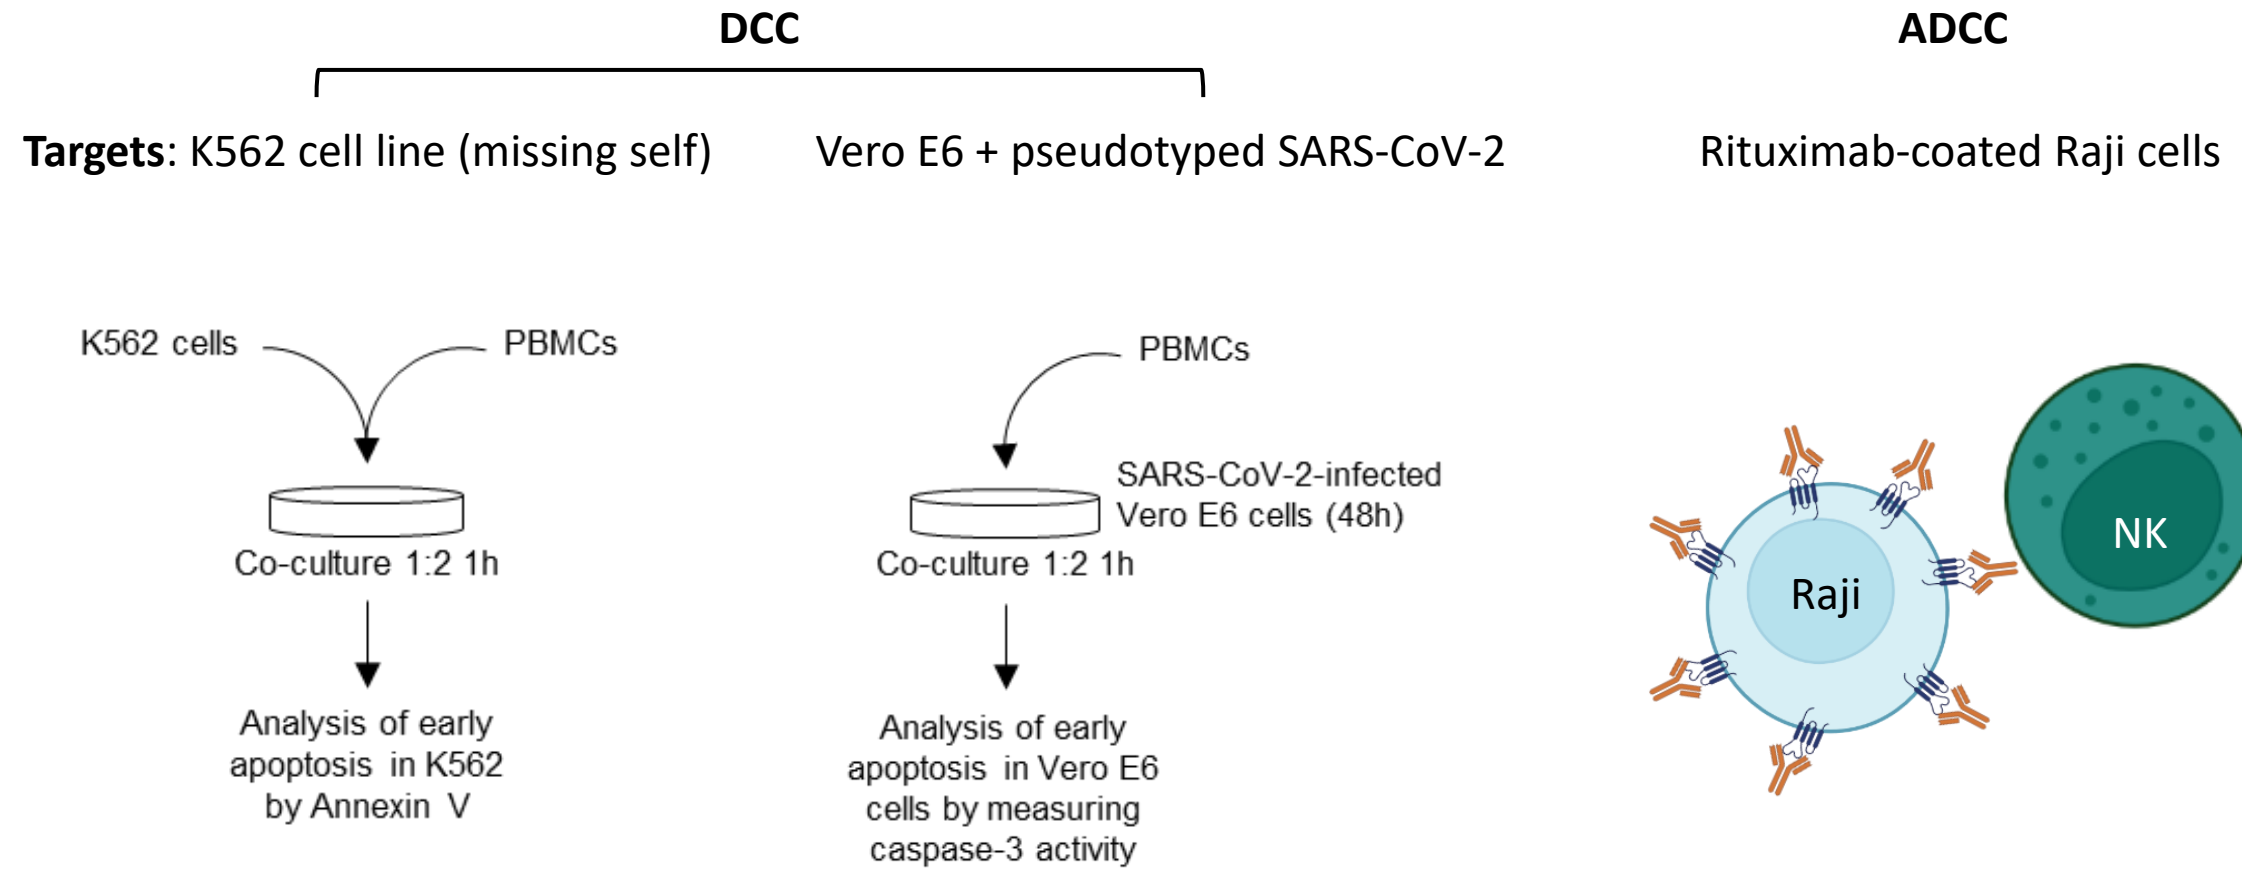 DCC
ADCC
Targets: K562 cell line (missing self)
Vero E6 + pseudotyped SARS-CoV-2
Rituximab-coated Raji cells
K562 cells
PBMCs
Co-culture 1:2 1h
Analysis of early
apoptosis in K562
by Annexin V
PBMCs
SARS-CoV-2-infected
Vero E6 cells (48h)
Co-culture 1:2 1h
Analysis of early
apoptosis in Vero E6
cells by measuring
caspase-3 activity
Raji
NK